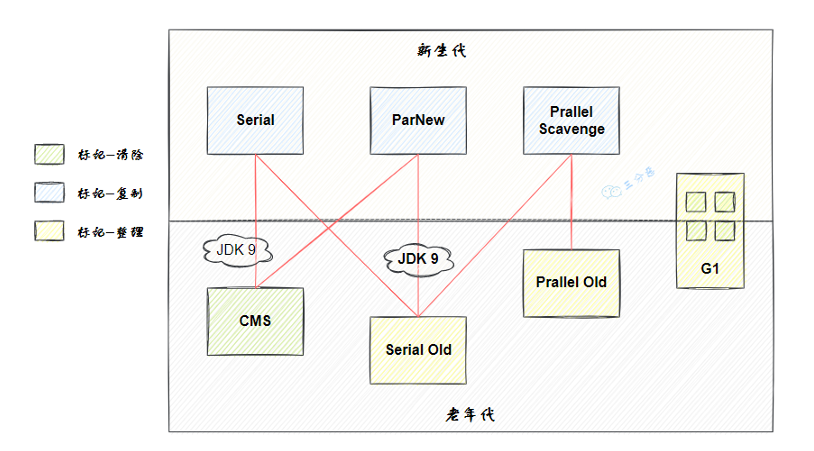 新生代
Serial
ParNew
Prallel
Scavenge
标记-清除
标记-复制
标记-整理
三分恶
JDK 9
JDK 9
G1
Prallel Old
CMS
Serial Old
老年代